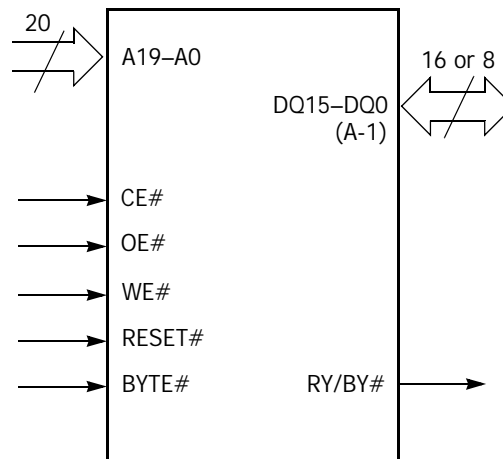 20
A19–A0
16 or 8
DQ15–DQ0
(A-1)
CE#
OE#
WE#
RESET#
BYTE#
RY/BY#